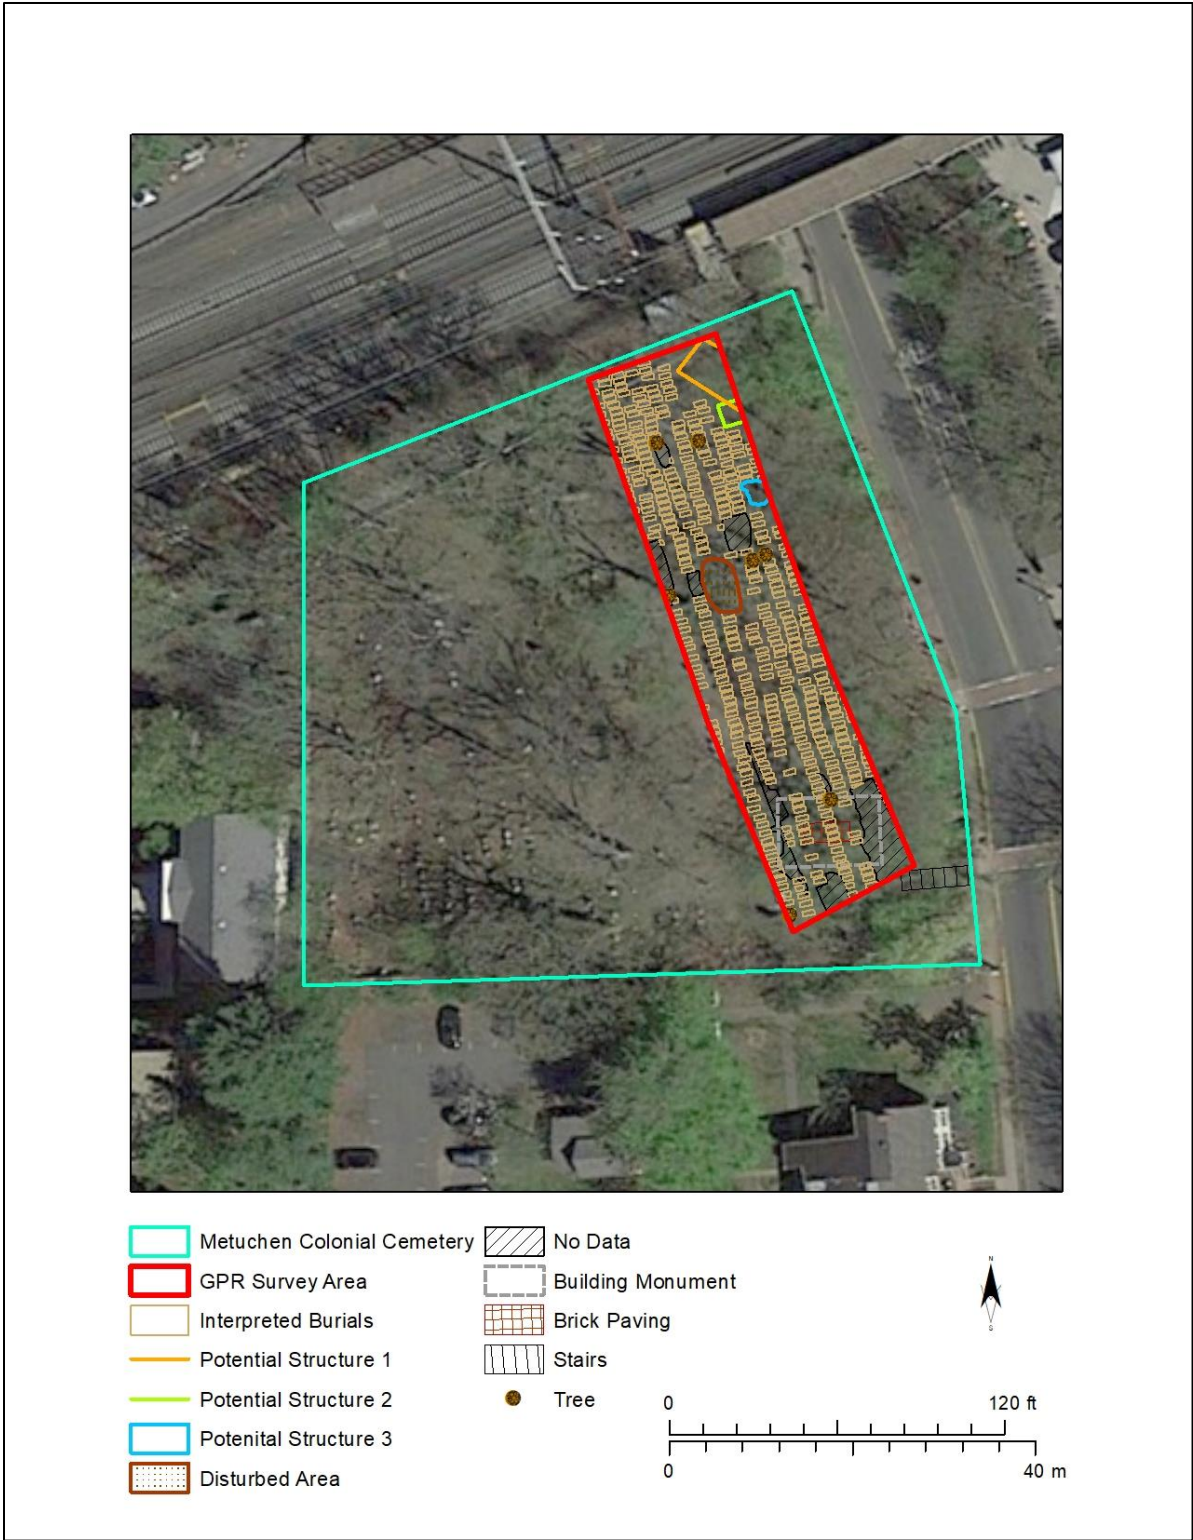 Metuchen Colonial Cemetery
GPR Survey Area
Interpreted Burials
Potential Structure 1
Potential Structure 2
Potenital Structure 3
Disturbed Area
No Data
Building Monument
Brick Paving
Stairs
Tree
N
S
0 120 ft
0 40 m